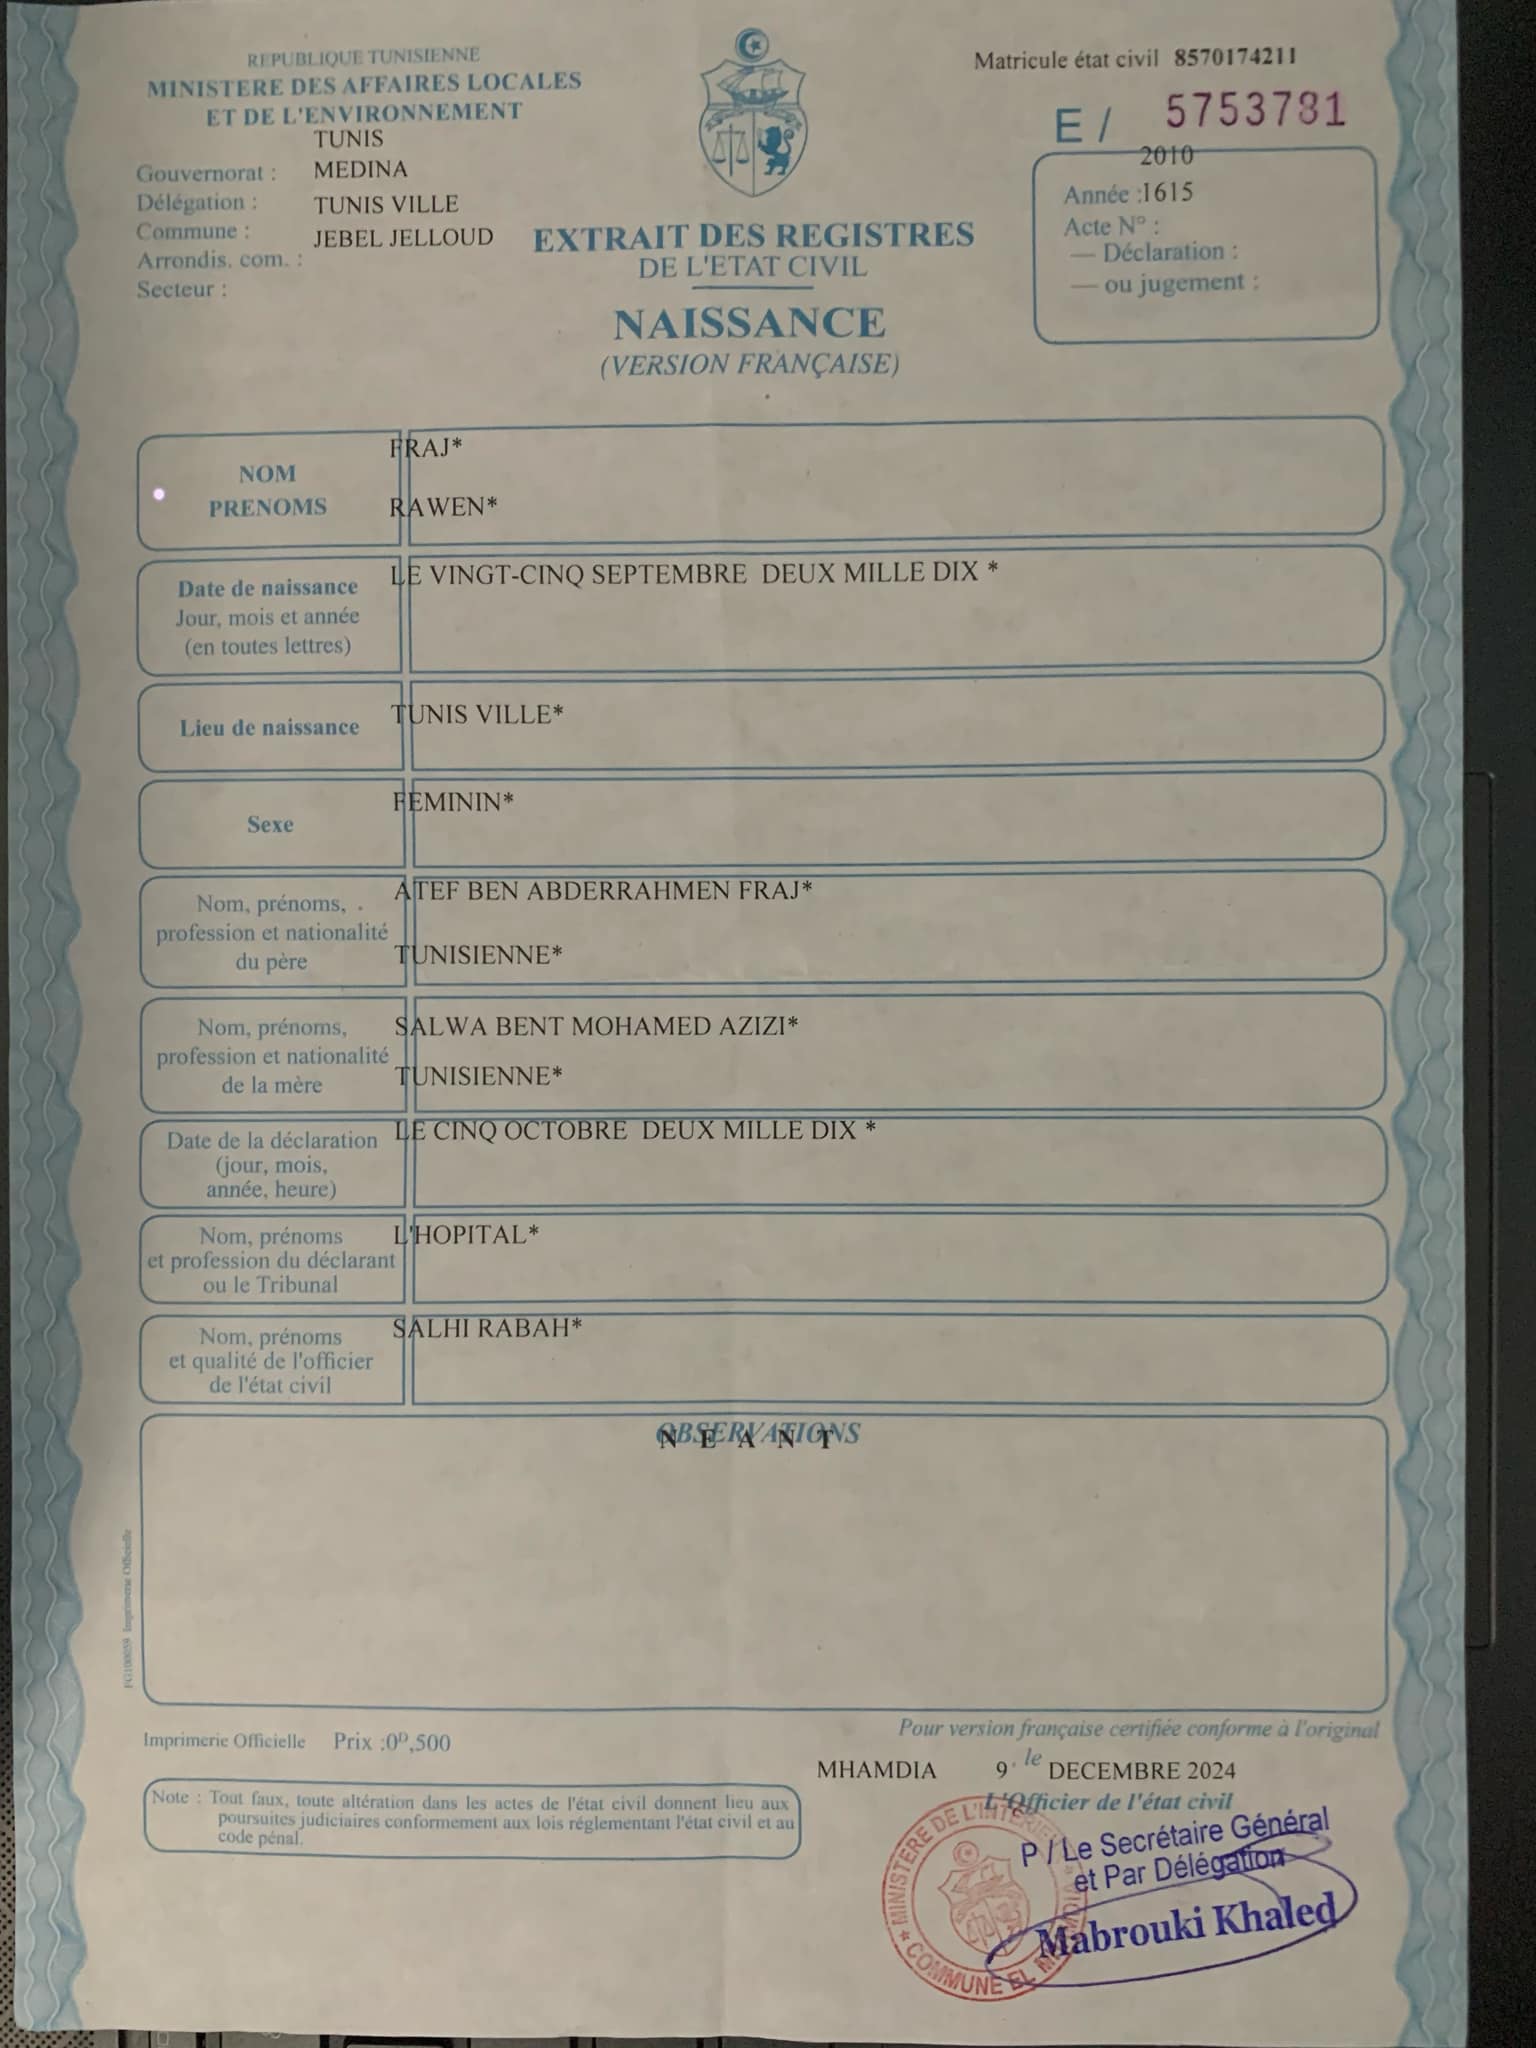 REPUBLIQUE TUNISIENNE
MINISTERE DES AFFAIRES LOCALES
ET DE L'ENVIRONNEMENT
TUNIS
Gouvernorat : MEDINA
Délégation : TUNIS VILLE
Commune : JEBEL JELLOUD
Arrondis. com. :
Secteur :
Matricule état civil 8570174211
E / 5753781
2010
Année :1615
Acte N° :
— Déclaration :
— ou jugement :
EXTRAIT DES REGISTRES
DE L'ETAT CIVIL
NAISSANCE
(VERSION FRANÇAISE)
FRAJ*
NOM
PRENOMS
RAWEN*
LE VINGT-CINQ SEPTEMBRE DEUX MILLE DIX *
Date de naissance
Jour, mois et année
(en toutes lettres)
TUNIS VILLE*
Lieu de naissance
FEMININ*
Sexe
ATEF BEN ABDERRAHMEN FRAJ*
Nom, prénoms,
profession et nationalité
du père
TUNISIENNE*
SALWA BENT MOHAMED AZIZI*
Nom, prénoms,
profession et nationalité
de la mère
TUNISIENNE*
LE CINQ OCTOBRE DEUX MILLE DIX *
Date de la déclaration
(jour, mois,
année, heure)
L'HOPITAL*
Nom, prénoms
et profession du déclarant
ou le Tribunal
SALHI RABAH*
Nom, prénoms
et qualité de l'officier
de l'état civil
OBSERVATIONS
N E A N T
FG100059 Imprimerie Officielle
Imprimerie Officielle Prix :0D,500
Note : Tout faux, toute altération dans les actes de l'état civil donnent lieu aux
poursuites judiciaires conformement aux lois réglementant l'état civil et au
code pénal.
Pour version française certifiée conforme à l'original
MHAMDIA 9 le DECEMBRE 2024
L'Officier de l'état civil
P / Le Secrétaire Général
et Par Délégation
Mabrouki Khaled
MINISTERE DE L'INTERIEUR
COMMUNE EL